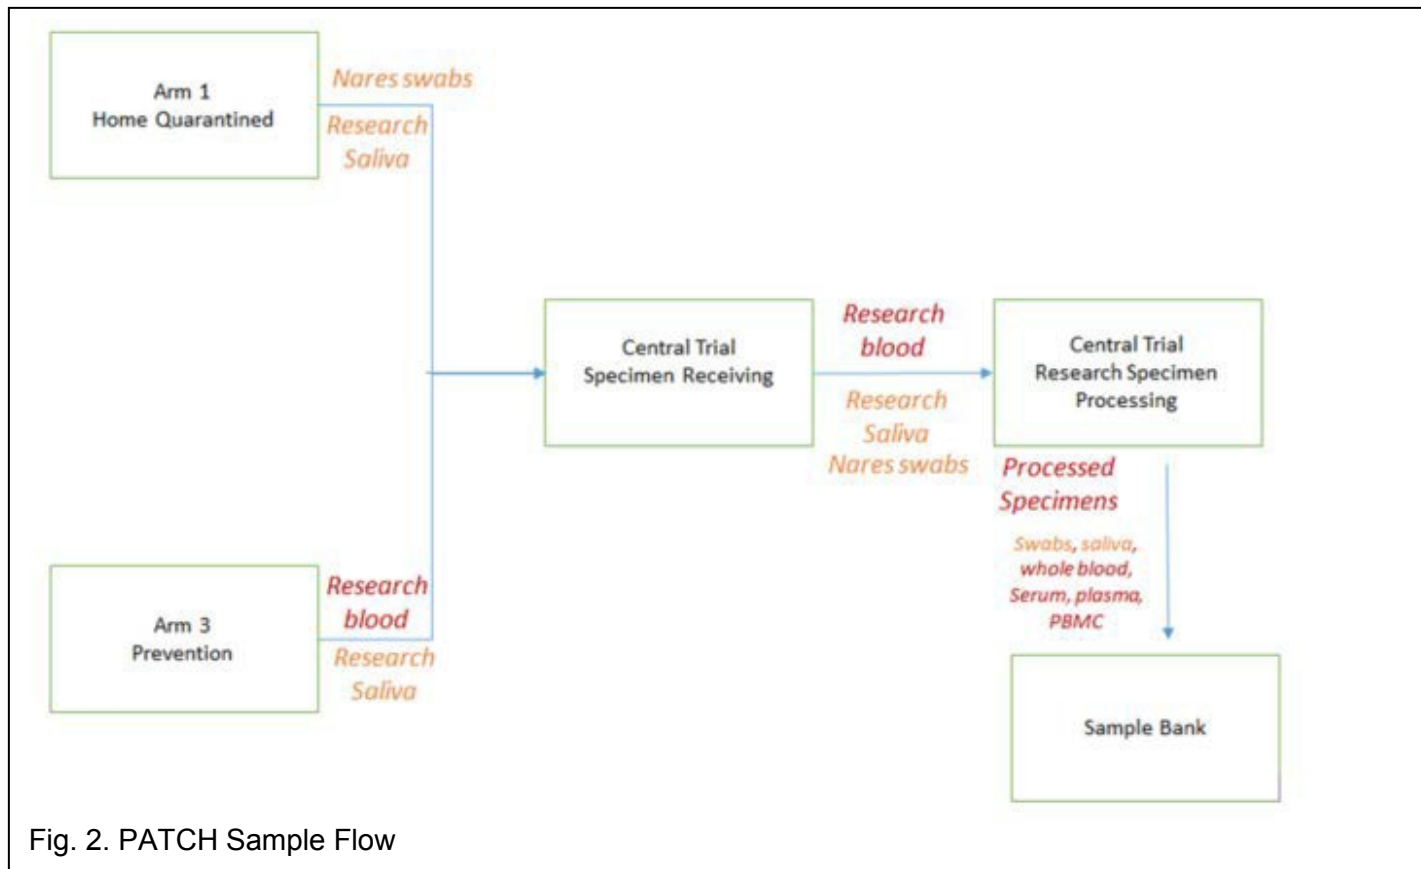 Arm 1
Home Quarantined
Nares swabs
Research
Saliva
Central Trial
Specimen Receiving
Research
blood
Research
Saliva
Nares swabs
Central Trial
Research Specimen
Processing
Processed
Specimens
Swabs, saliva,
whole blood,
Serum, plasma,
PBMC
Arm 3
Prevention
Research
blood
Research
Saliva
Sample Bank
Fig. 2. PATCH Sample Flow